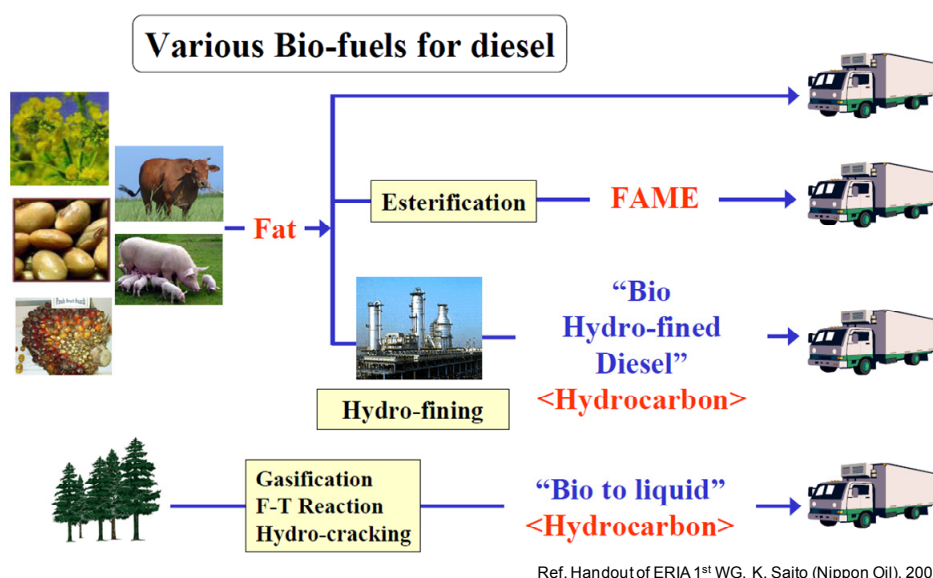 Various Bio-fuels for diesel
Fat
Esterification
FAME
Hydro-fining
“Bio
Hydro-fined
Diesel”
<Hydrocarbon>
Gasification
F-T Reaction
Hydro-cracking
“Bio to liquid”
<Hydrocarbon>
Ref. Handout of ERIA 1st WG, K. Saito (Nippon Oil), 200